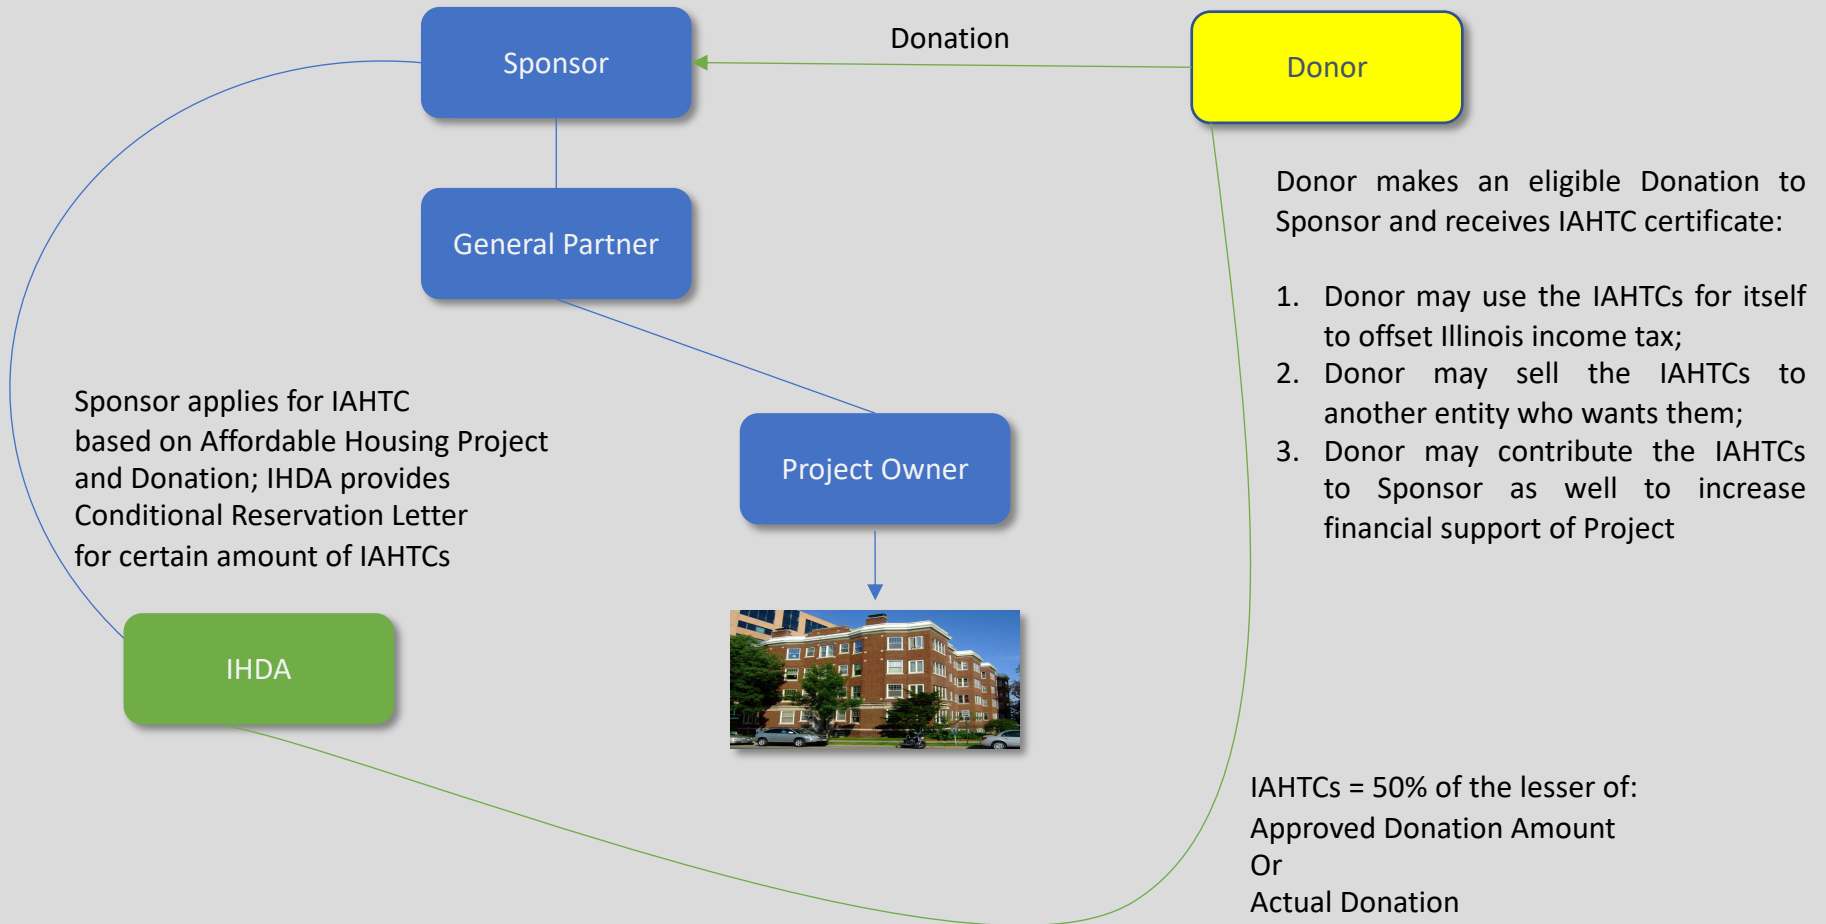 Donation
Sponsor
Donor
General Partner
Donor makes an eligible Donation to
Sponsor and receives IAHTC certificate:
1. Donor may use the IAHTCs for itself
to offset Illinois income tax;
2. Donor may sell the IAHTCs to
another entity who wants them;
3. Donor may contribute the IAHTCs
to Sponsor as well to increase
financial support of Project
Sponsor applies for IAHTC
based on Affordable Housing Project
and Donation; IHDA provides
Conditional Reservation Letter
for certain amount of IAHTCs
Project Owner
IHDA
IAHTCs = 50% of the lesser of:
Approved Donation Amount
Or
Actual Donation